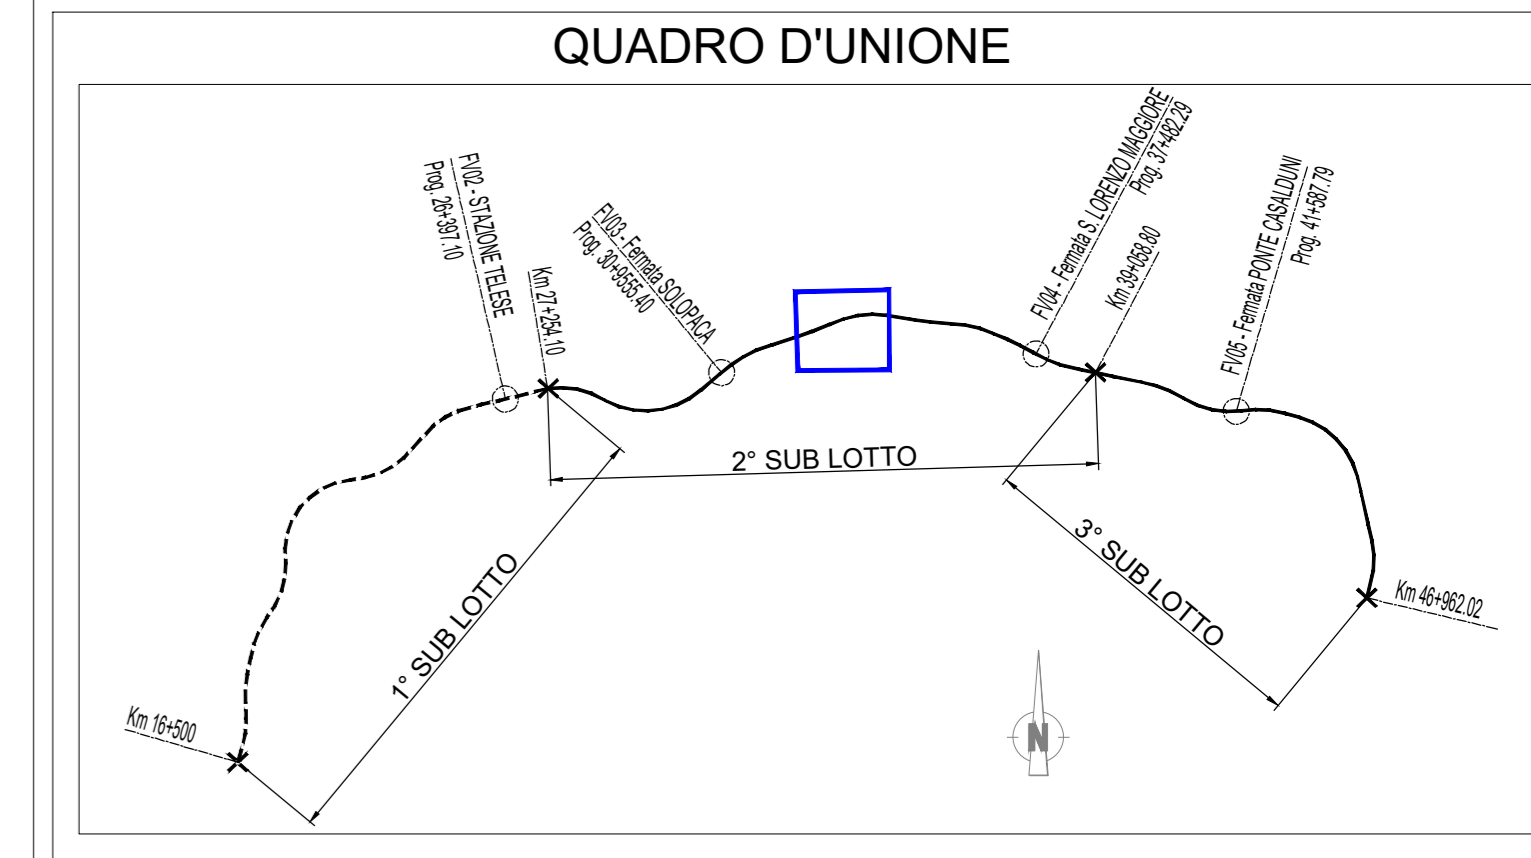 QUADRO D'UNIONE
FV02 - STAZIONE TELESE
Prog. 26+397.10
Km 27+254.10
FV03 - Fermata SOLOPACA
Prog. 30+9555.40
FV04 - Fermata S. LORENZO MAGGIORE
Prog. 37+482.29
Km 39+058.80
FV05 - Fermata PONTE CASALDUNI
Prog. 41+587.79
2° SUB LOTTO
1° SUB LOTTO
3° SUB LOTTO
Km 46+962.02
Km 16+500
N